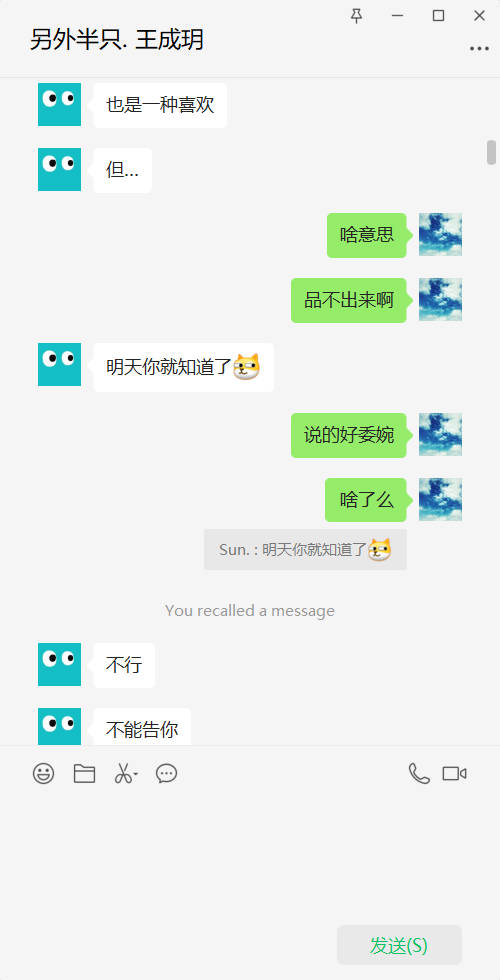 另外半只. 王成玥
也是一种喜欢
但...
啥意思
品不出来啊
明天你就知道了
说的好委婉
啥了么
Sun. : 明天你就知道了
You recalled a message
不行
不能告你
发送(S)